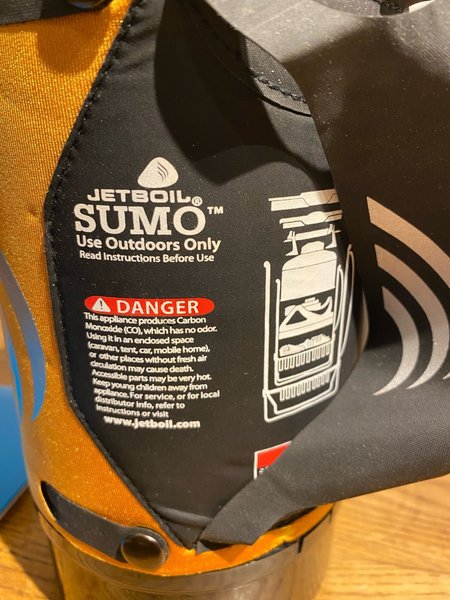 JETBOIL®
SUMO™
Use Outdoors Only
Read Instructions Before Use
DANGER
This appliance produces Carbon
Monoxide (CO), which has no odor.
Using it in an enclosed space
(caravan, tent, car, mobile home),
or other places without fresh air
circulation may cause death.
Accessible parts may be very hot.
Keep young children away from
appliance. For service, or for local
distributor info, refer to
instructions or visit
www.jetboil.com